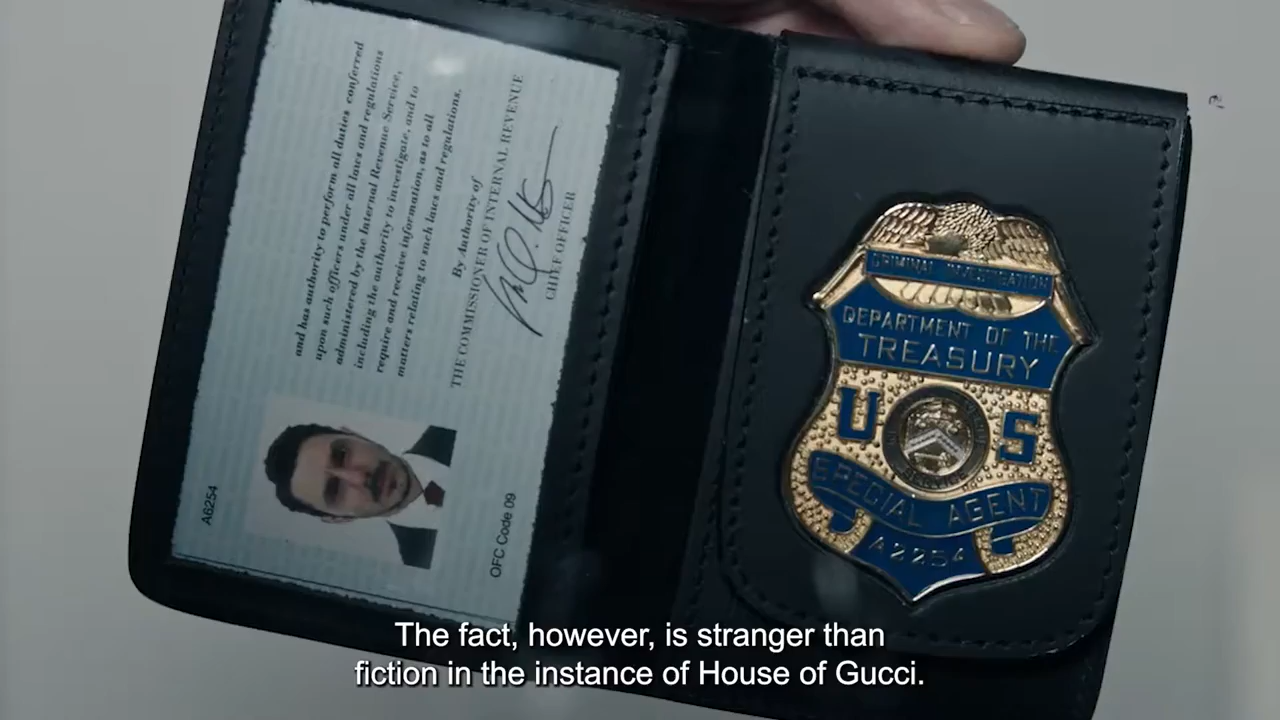 and has authority to perform all duties conferred
upon such officers under all laws and regulations
administered by the Internal Revenue Service,
including the authority to investigate, and to
require and receive information, as to all
matters relating to such laws and regulations.
By Authority of
THE COMMISSIONER OF INTERNAL REVENUE
CHIEF OFFICER
A6254
OFC Code 09
CRIMINAL INVESTIGATION
DEPARTMENT OF THE
TREASURY
U S
SPECIAL AGENT
A2254
The fact, however, is stranger than
fiction in the instance of House of Gucci.